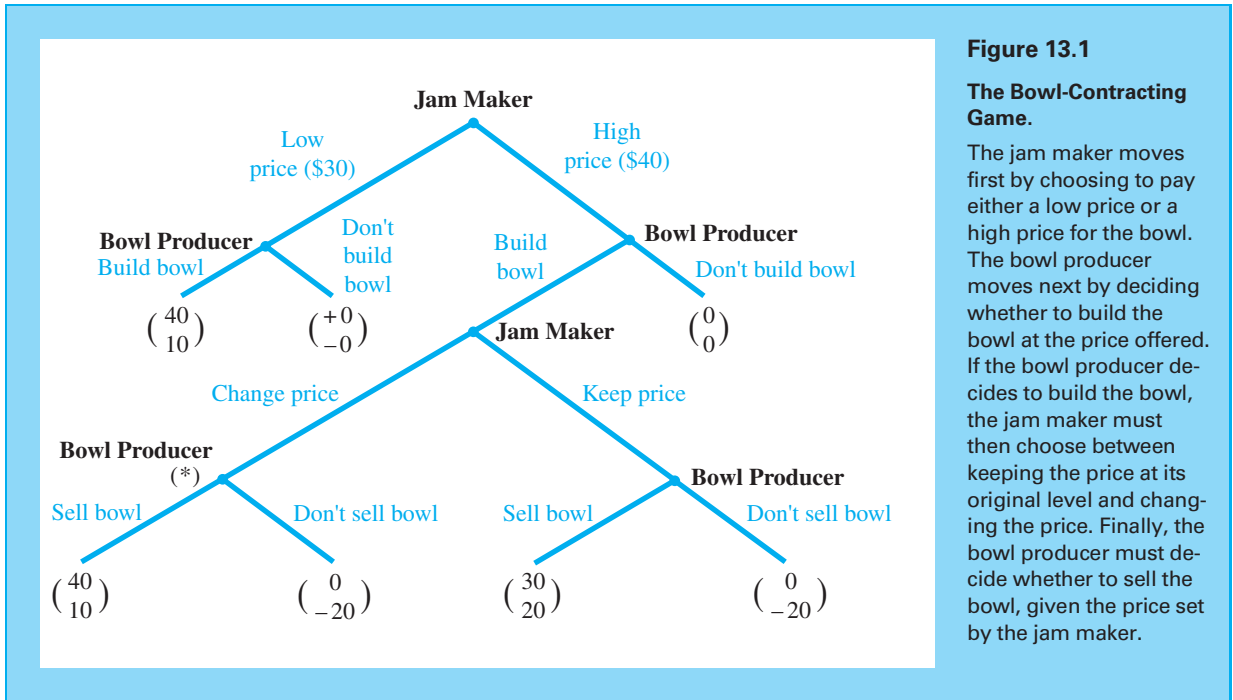 Jam Maker
Low
price ($30)
High
price ($40)
Bowl Producer
Build bowl
Don't
build
bowl
Build
bowl
Bowl Producer
Don't build bowl
(40
10)
(+0
−0)
Jam Maker
(0
0)
Change price
Keep price
Bowl Producer
(*)
Bowl Producer
Sell bowl
Don't sell bowl
Sell bowl
Don't sell bowl
(40
10)
(0
−20)
(30
20)
(0
−20)
Figure 13.1
The Bowl-Contracting
Game.
The jam maker moves
first by choosing to pay
either a low price or a
high price for the bowl.
The bowl producer
moves next by deciding
whether to build the
bowl at the price offered.
If the bowl producer de-
cides to build the bowl,
the jam maker must
then choose between
keeping the price at its
original level and chang-
ing the price. Finally, the
bowl producer must de-
cide whether to sell the
bowl, given the price set
by the jam maker.